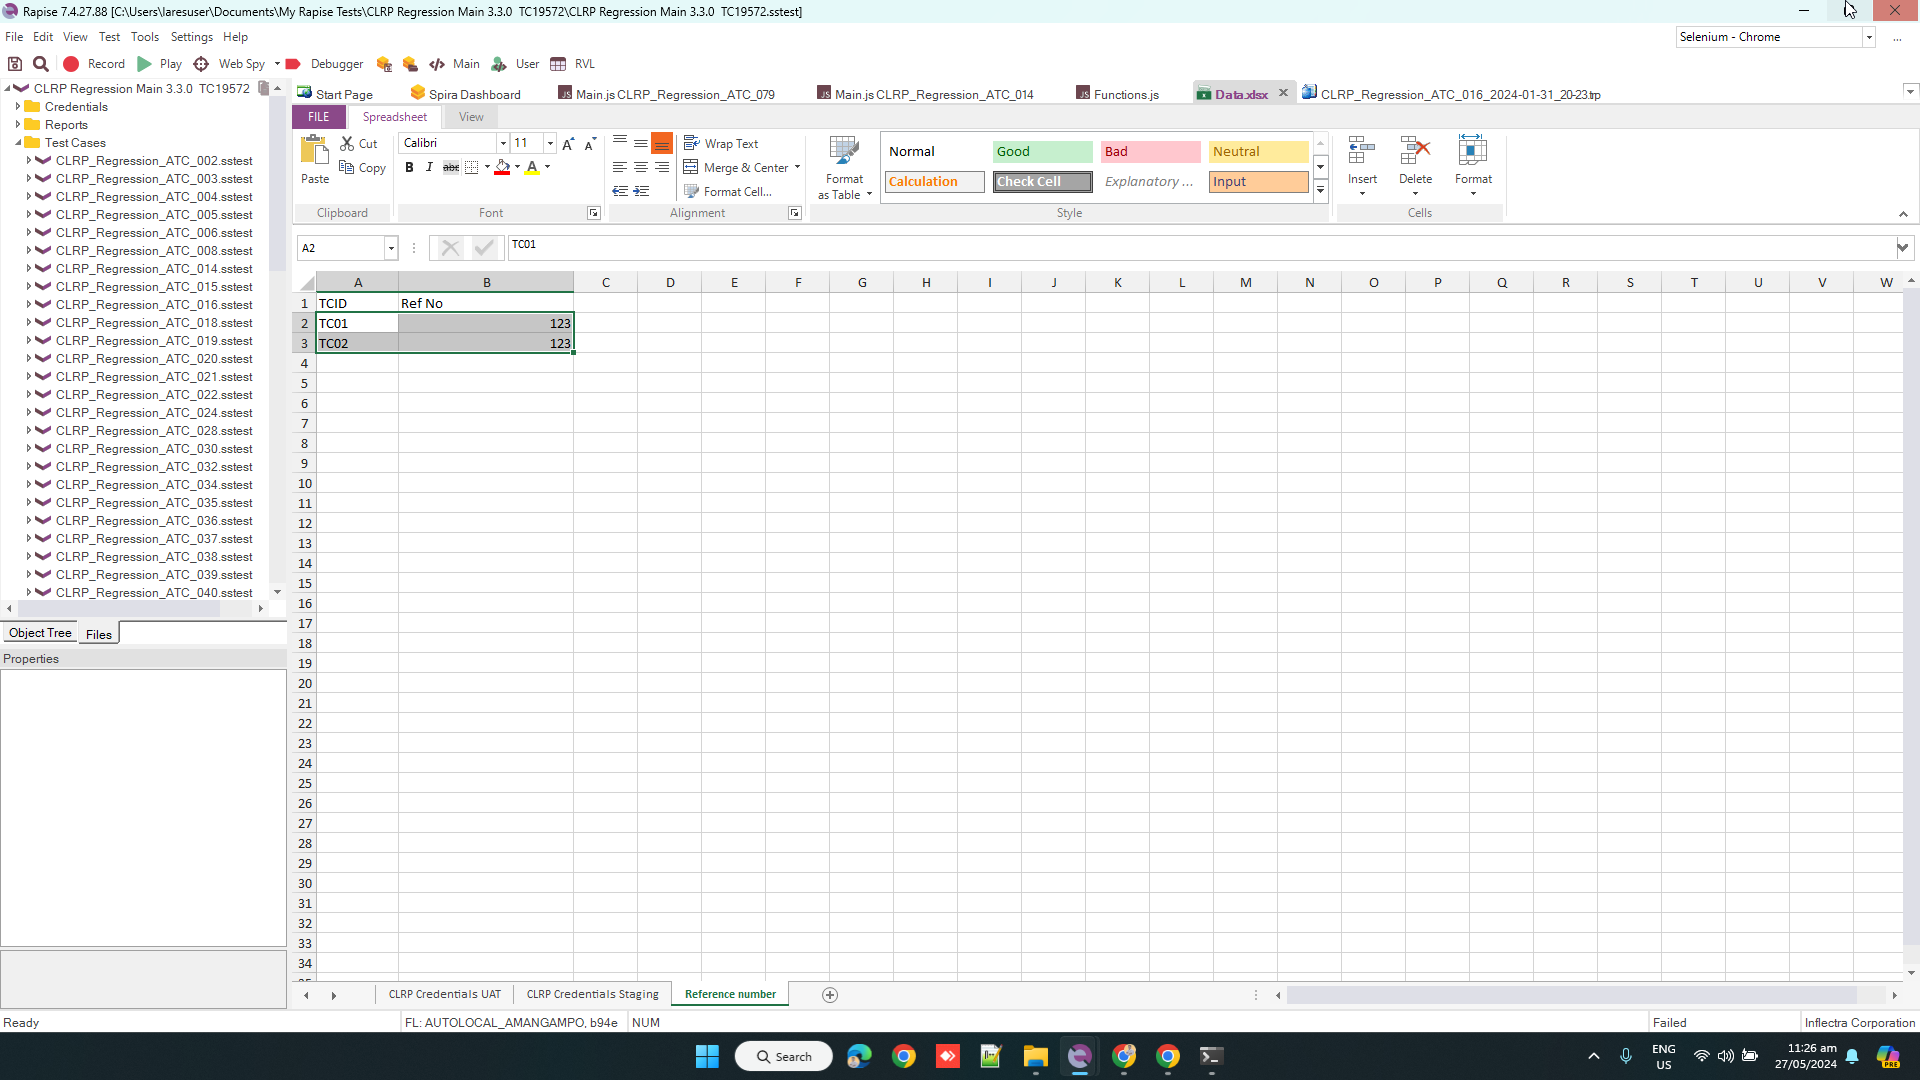 Rapise 7.4.27.88 [C:\Users\laresuser\Documents\My Rapise Tests\CLRP Regression Main 3.3.0  TC19572\CLRP Regression Main 3.3.0  TC19572.sstest]
File Edit View Test Tools Settings Help
Selenium - Chrome ...
Record Play Web Spy Debugger Main User RVL
CLRP Regression Main 3.3.0  TC19572
Credentials
Reports
Test Cases
CLRP_Regression_ATC_002.sstest
CLRP_Regression_ATC_003.sstest
CLRP_Regression_ATC_004.sstest
CLRP_Regression_ATC_005.sstest
CLRP_Regression_ATC_006.sstest
CLRP_Regression_ATC_008.sstest
CLRP_Regression_ATC_014.sstest
CLRP_Regression_ATC_015.sstest
CLRP_Regression_ATC_016.sstest
CLRP_Regression_ATC_018.sstest
CLRP_Regression_ATC_019.sstest
CLRP_Regression_ATC_020.sstest
CLRP_Regression_ATC_021.sstest
CLRP_Regression_ATC_022.sstest
CLRP_Regression_ATC_024.sstest
CLRP_Regression_ATC_028.sstest
CLRP_Regression_ATC_030.sstest
CLRP_Regression_ATC_032.sstest
CLRP_Regression_ATC_034.sstest
CLRP_Regression_ATC_035.sstest
CLRP_Regression_ATC_036.sstest
CLRP_Regression_ATC_037.sstest
CLRP_Regression_ATC_038.sstest
CLRP_Regression_ATC_039.sstest
CLRP_Regression_ATC_040.sstest
Object Tree Files
Properties
Start Page Spira Dashboard Main.js CLRP_Regression_ATC_079 Main.js CLRP_Regression_ATC_014 Functions.js Data.xlsx CLRP_Regression_ATC_016_2024-01-31_20-23.trp
FILE Spreadsheet View
Paste
Cut
Copy
Clipboard
Calibri 11
B I abc A
Font
Wrap Text
Merge & Center
Format Cell...
Alignment
Format
as Table
Normal Good Bad Neutral
Calculation Check Cell Explanatory ... Input
Style
Insert Delete Format
Cells
A2 TC01
A B C D E F G H I J K L M N O P Q R S T U V W
1 TCID Ref No
2 TC01 123
3 TC02 123
4
5
6
7
8
9
10
11
12
13
14
15
16
17
18
19
20
21
22
23
24
25
26
27
28
29
30
31
32
33
34
CLRP Credentials UAT CLRP Credentials Staging Reference number
Ready FL: AUTOLOCAL_AMANGAMPO, b94e NUM Failed Inflectra Corporation
Search
ENG
US
11:26 am
27/05/2024
PRE